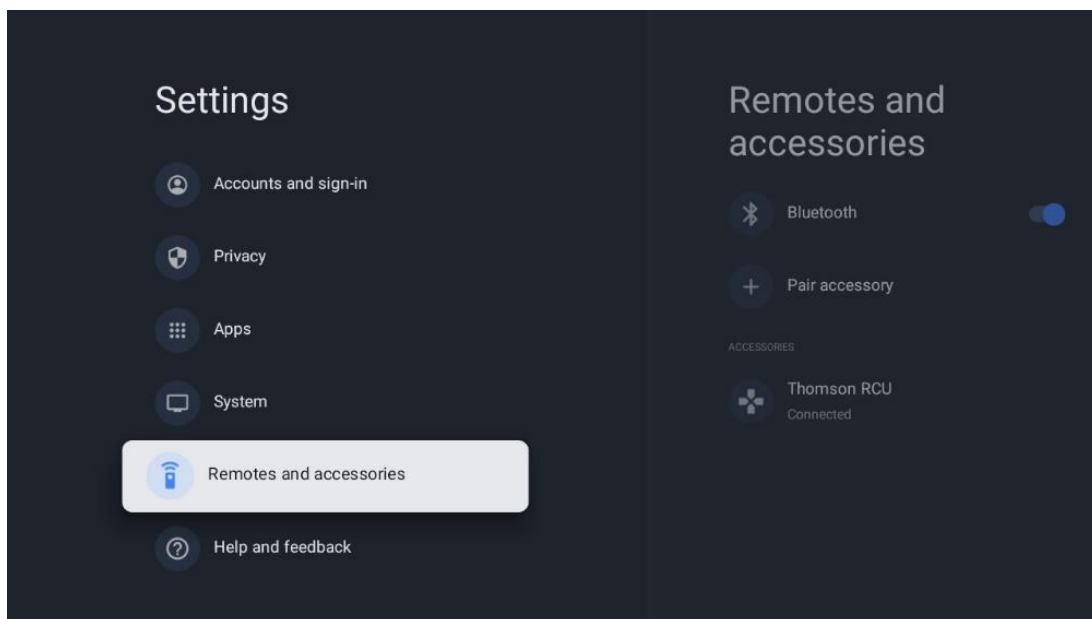 Settings
Accounts and sign-in
Privacy
Apps
System
Remotes and accessories
Help and feedback
Remotes and
accessories
Bluetooth
Pair accessory
ACCESSORIES
Thomson RCU
Connected